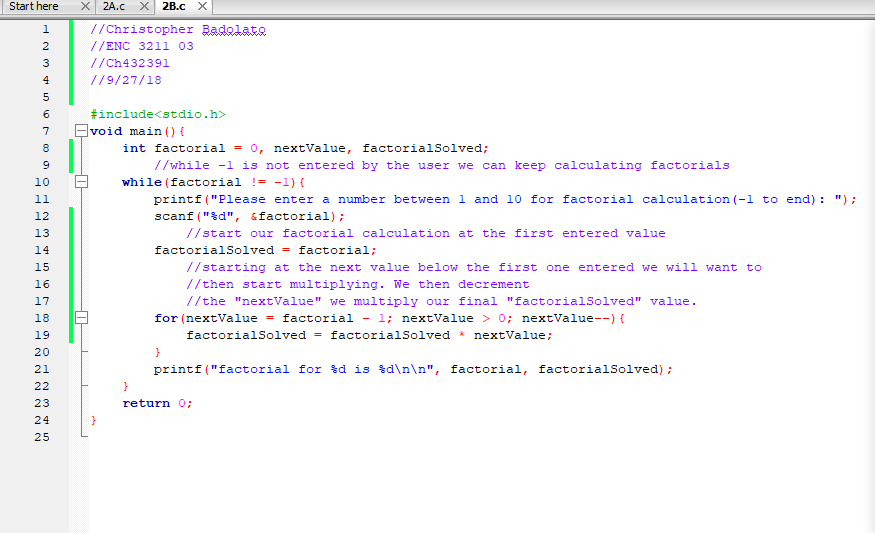 Start here 2A.c 2B.c
1 //Christopher Badolato
2 //ENC 3211 03
3 //Ch432391
4 //9/27/18
5
6 #include<stdio.h>
7 void main(){
8 int factorial = 0, nextValue, factorialSolved;
9 //while -1 is not entered by the user we can keep calculating factorials
10 while(factorial != -1){
11 printf("Please enter a number between 1 and 10 for factorial calculation(-1 to end): ");
12 scanf("%d", &factorial);
13 //start our factorial calculation at the first entered value
14 factorialSolved = factorial;
15 //starting at the next value below the first one entered we will want to
16 //then start multiplying. We then decrement
17 //the "nextValue" we multiply our final "factorialSolved" value.
18 for(nextValue = factorial - 1; nextValue > 0; nextValue--){
19 factorialSolved = factorialSolved * nextValue;
20 }
21 printf("factorial for %d is %d\n\n", factorial, factorialSolved);
22 }
23 return 0;
24 }
25